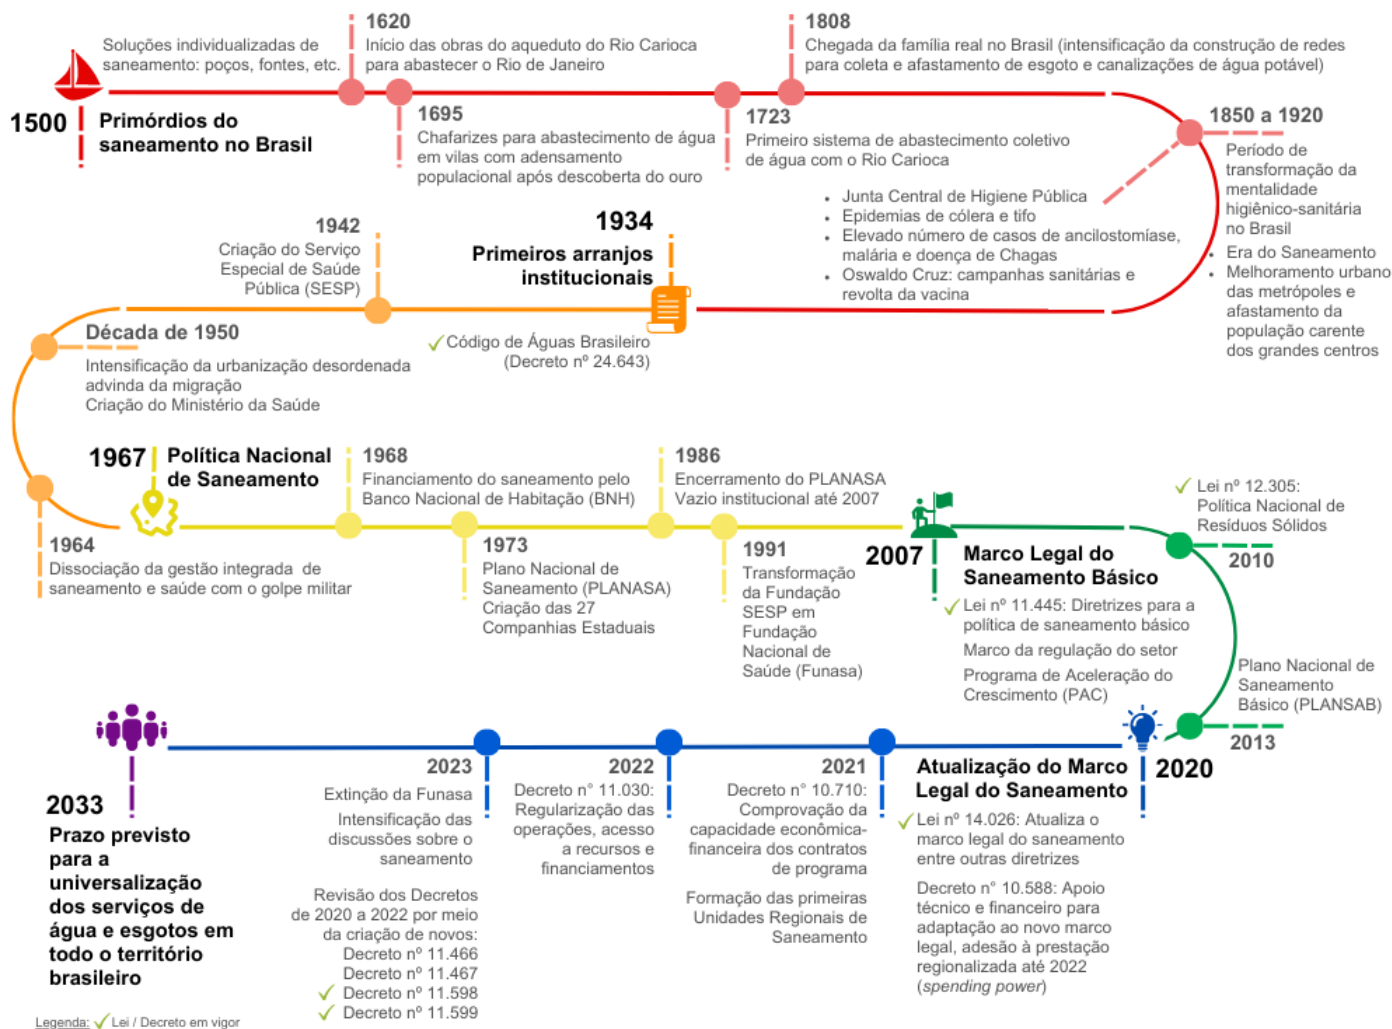 1500
Soluções individualizadas de
saneamento: poços, fontes, etc.
Primórdios do
saneamento no Brasil
1620
Início das obras do aqueduto do Rio Carioca
para abastecer o Rio de Janeiro
1695
Chafarizes para abastecimento de água
em vilas com adensamento
populacional após descoberta do ouro
1723
Primeiro sistema de abastecimento coletivo
de água com o Rio Carioca
1808
Chegada da família real no Brasil (intensificação da construção de redes
para coleta e afastamento de esgoto e canalizações de água potável)
1850 a 1920
Período de
transformação da
mentalidade
higiênico-sanitária
no Brasil
• Era do Saneamento
• Melhoramento urbano
das metrópoles e
afastamento da
população carente
dos grandes centros
• Junta Central de Higiene Pública
• Epidemias de cólera e tifo
• Elevado número de casos de ancilostomíase,
malária e doença de Chagas
• Oswaldo Cruz: campanhas sanitárias e
revolta da vacina
1934
Primeiros arranjos
institucionais
✓ Código de Águas Brasileiro
(Decreto nº 24.643)
1942
Criação do Serviço
Especial de Saúde
Pública (SESP)
Década de 1950
Intensificação da urbanização desordenada
advinda da migração
Criação do Ministério da Saúde
1964
Dissociação da gestão integrada de
saneamento e saúde com o golpe militar
1967
Política Nacional
de Saneamento
1968
Financiamento do saneamento pelo
Banco Nacional de Habitação (BNH)
1973
Plano Nacional de
Saneamento (PLANASA)
Criação das 27
Companhias Estaduais
1986
Encerramento do PLANASA
Vazio institucional até 2007
1991
Transformação
da Fundação
SESP em
Fundação
Nacional de
Saúde (Funasa)
2007
Marco Legal do
Saneamento Básico
✓ Lei nº 11.445: Diretrizes para a
política de saneamento básico
Marco da regulação do setor
Programa de Aceleração do
Crescimento (PAC)
✓ Lei nº 12.305:
Política Nacional de
Resíduos Sólidos
2010
Plano Nacional de
Saneamento
Básico (PLANSAB)
2013
2020
Atualização do Marco
Legal do Saneamento
✓ Lei nº 14.026: Atualiza o
marco legal do saneamento
entre outras diretrizes
Decreto n° 10.588: Apoio
técnico e financeiro para
adaptação ao novo marco
legal, adesão à prestação
regionalizada até 2022
(spending power)
2021
Decreto n° 10.710:
Comprovação da
capacidade econômica-
financeira dos contratos
de programa
Formação das primeiras
Unidades Regionais de
Saneamento
2022
Decreto n° 11.030:
Regularização das
operações, acesso
a recursos e
financiamentos
2023
Extinção da Funasa
Intensificação das
discussões sobre o
saneamento
Revisão dos Decretos
de 2020 a 2022 por meio
da criação de novos:
Decreto nº 11.466
Decreto nº 11.467
✓ Decreto nº 11.598
✓ Decreto nº 11.599
2033
Prazo previsto
para a
universalização
dos serviços de
água e esgotos em
todo o território
brasileiro
Legenda: ✓ Lei / Decreto em vigor